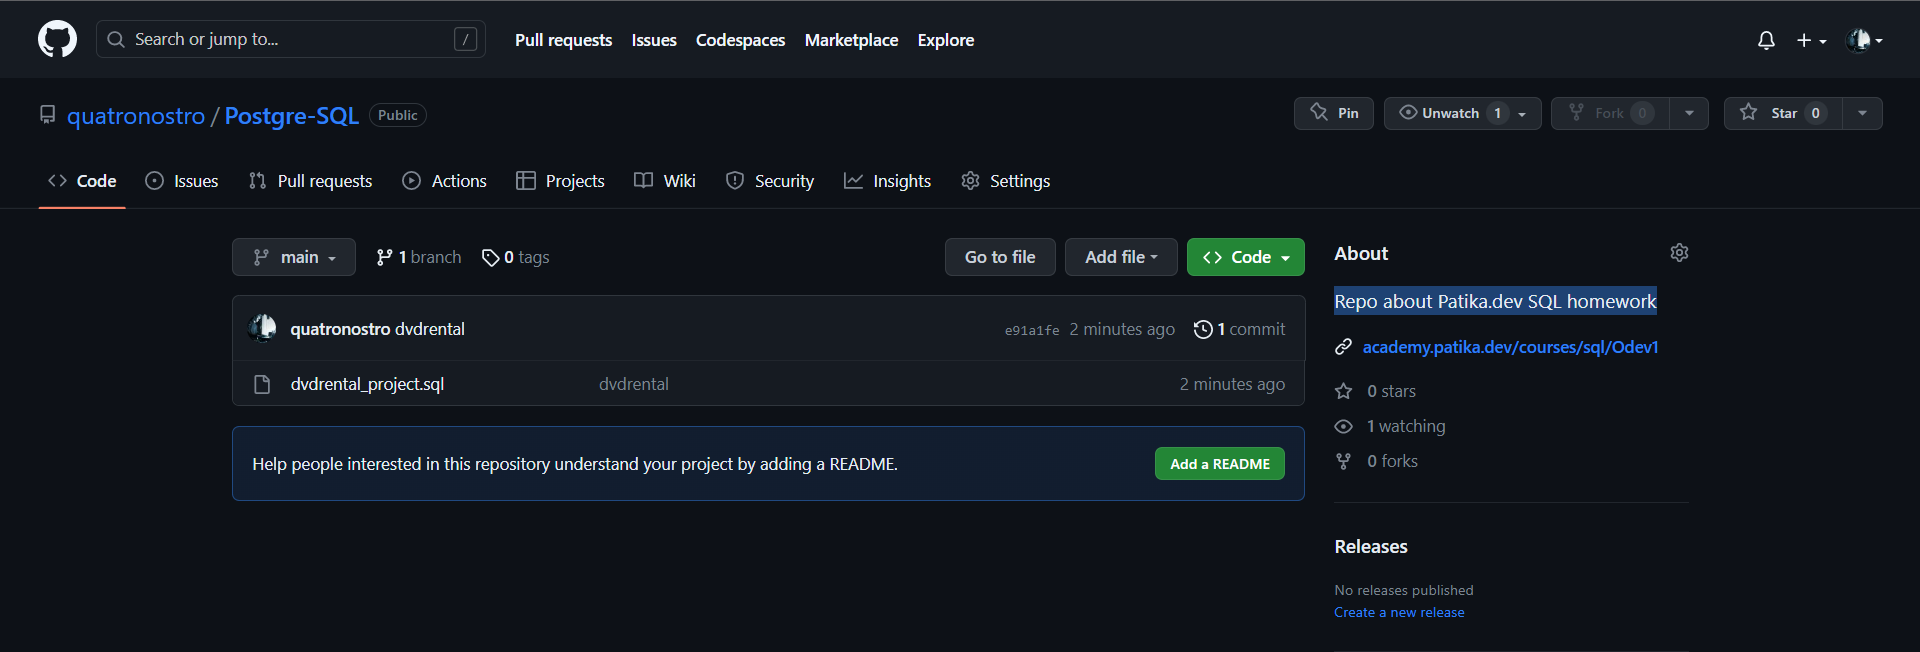 Search or jump to... / Pull requests Issues Codespaces Marketplace Explore
quatronostro / Postgre-SQL Public Pin Unwatch 1 Fork 0 Star 0
Code Issues Pull requests Actions Projects Wiki Security Insights Settings
main 1 branch 0 tags Go to file Add file Code
quatronostro dvdrental e91a1fe 2 minutes ago 1 commit
dvdrental_project.sql dvdrental 2 minutes ago
Help people interested in this repository understand your project by adding a README. Add a README
About
Repo about Patika.dev SQL homework
academy.patika.dev/courses/sql/Odev1
0 stars
1 watching
0 forks
Releases
No releases published
Create a new release